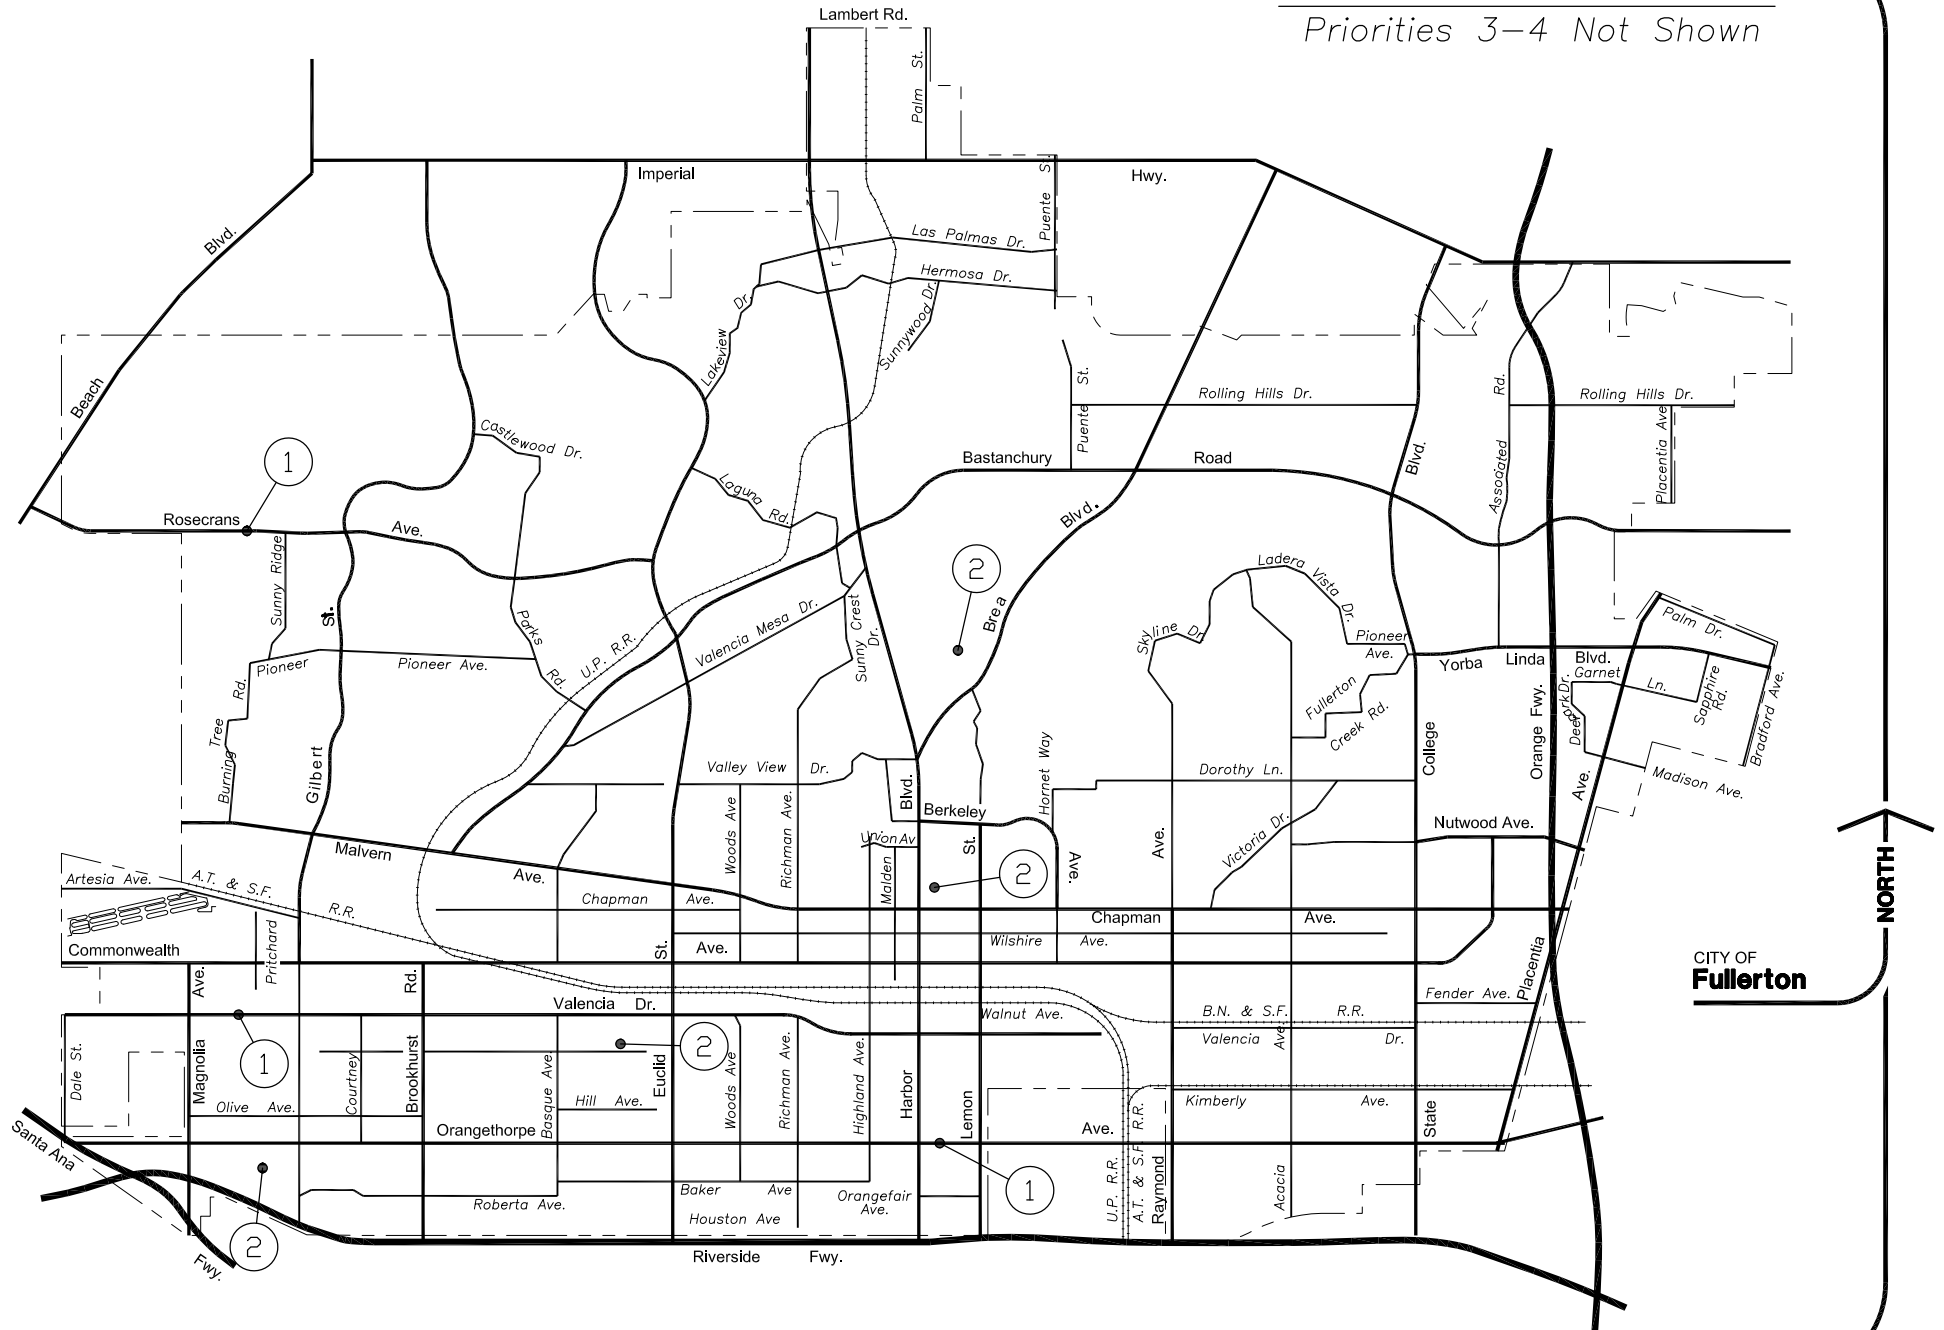 Priorities 3-4 Not Shown
Lambert Rd.
Palm St.
Imperial
Hwy.
Puente St.
Blvd.
Las Palmas Dr.
Hermosa Dr.
Lakeview Dr.
Sunnywood Dr.
Beach
Rolling Hills Dr.
Rolling Hills Dr.
Puente St.
Associated Rd.
Placentia Ave
Castlewood Dr.
1
Bastanchury
Road
Blvd.
Laguna Rd.
Rosecrans
Ave.
Blvd.
Sunny Ridge
2
Ladera Vista Dr.
St.
Parks Rd.
U.P. R.R.
Valencia Mesa Dr.
Sunny Crest Dr.
Brea
Skyline Dr
Pioneer
Ave.
Palm Dr.
Pioneer
Pioneer Ave.
Yorba
Linda
Blvd.
Garnet
Ln.
Sapphire Rd.
Bradford Ave.
Deer Park Dr.
Fullerton
Creek Rd.
Burning Tree Rd.
Gilbert
Orange Fwy.
College
Hornet Way
Valley View Dr.
Dorothy Ln.
Madison Ave.
Blvd.
Berkeley
Ave.
Woods Ave
Richman Ave.
Union Av
St.
Victoria Dr.
Nutwood Ave.
Malvern
Ave.
Ave.
Ave.
Artesia Ave.
A.T. & S.F.
R.R.
2
Malden
Chapman Ave.
Chapman
Ave.
NORTH
Pritchard
Highland Ave.
Wilshire Ave.
Commonwealth
St.
Ave.
CITY OF
Fullerton
Ave.
Rd.
Placentia
Valencia Dr.
Fender Ave.
Walnut Ave.
B.N. & S.F. R.R.
Valencia
Ave
Dr.
1
2
Dale St.
Magnolia
Courtney
Brookhurst
Basque Ave.
Euclid
Woods Ave
Richman Ave.
Highland Ave.
Harbor
Lemon
Olive Ave.
Hill Ave.
Kimberly
Ave.
State
Santa Ana
Orangethorpe
Ave.
1
U.P. R.R.
A.T. & S.F. R.R.
Raymond
Acacia
Roberta Ave.
Baker Ave
Orangefair
Ave.
Houston Ave
2
Fwy.
Riverside
Fwy.